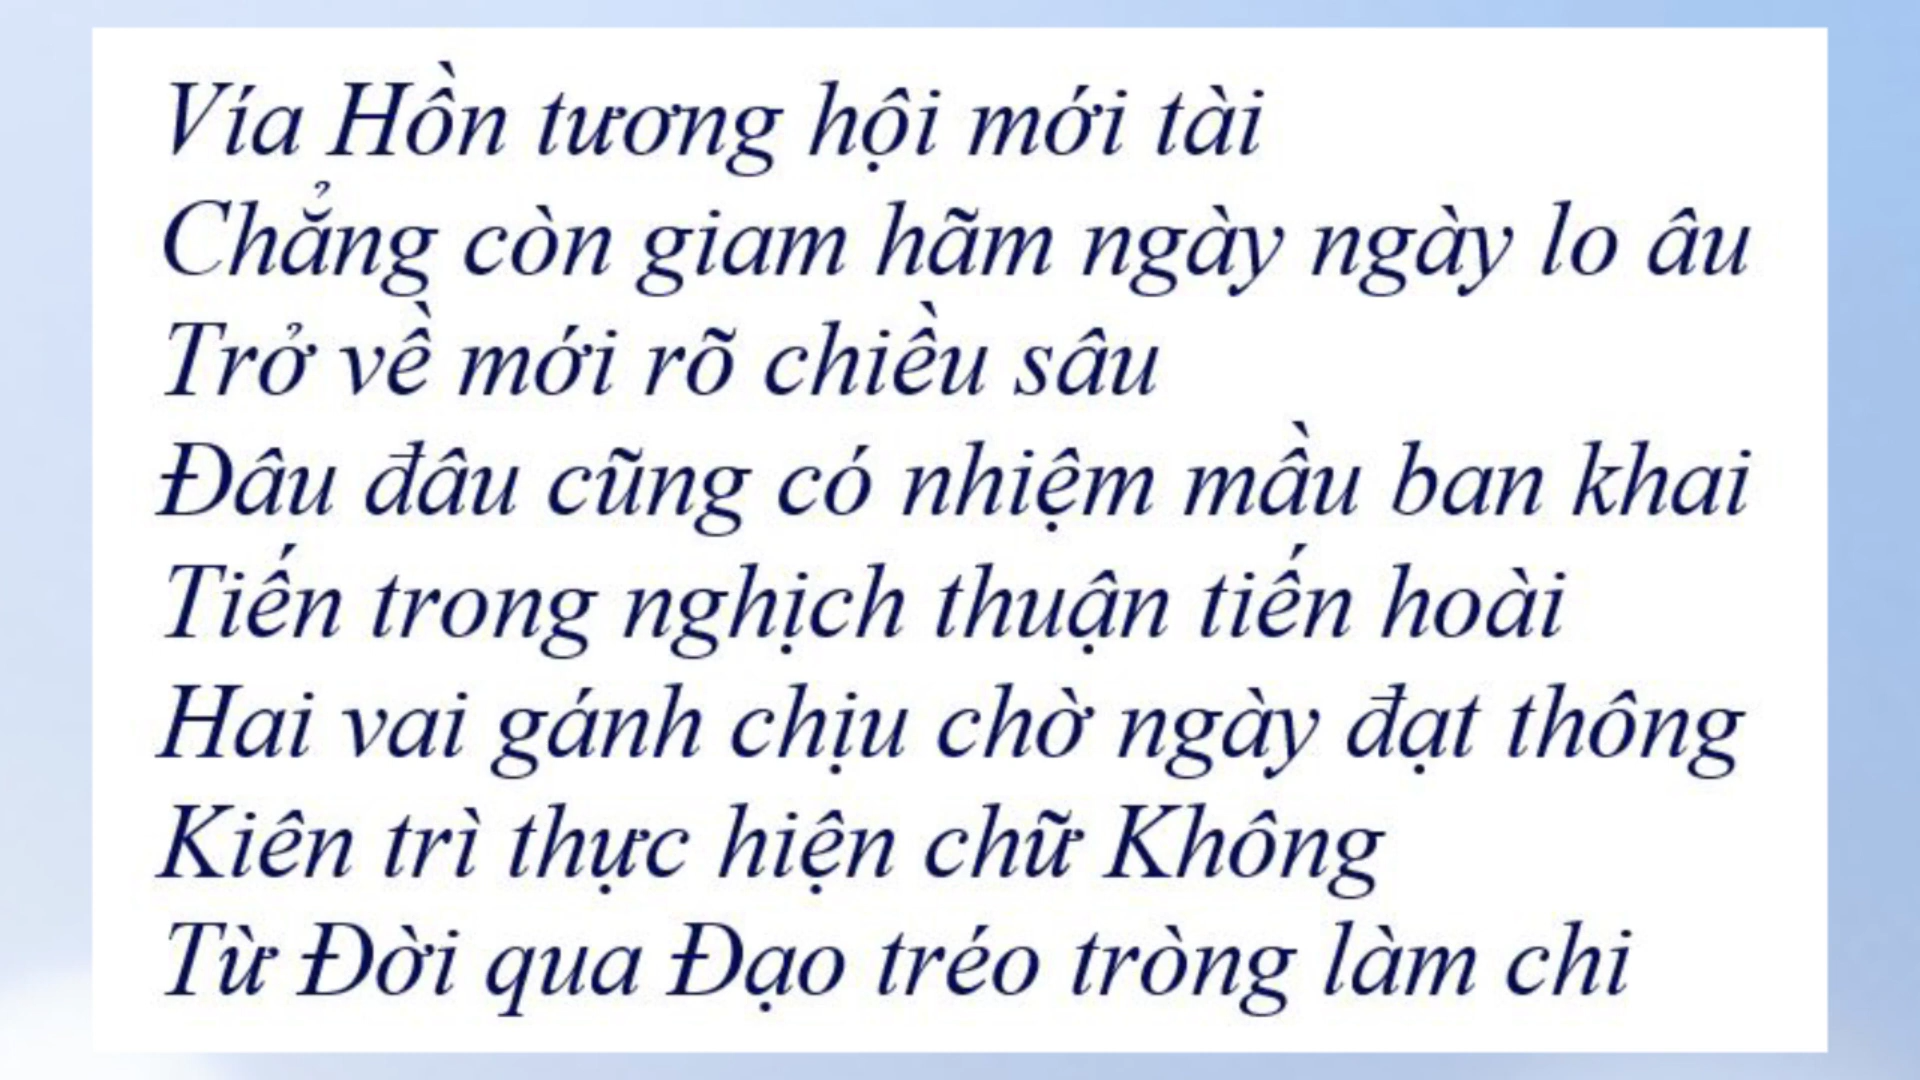 Vía Hồn tương hội mới tài
Chẳng còn giam hãm ngày ngày lo âu
Trở về mới rõ chiều sâu
Đâu đâu cũng có nhiệm mầu ban khai
Tiến trong nghịch thuận tiến hoài
Hai vai gánh chịu chờ ngày đạt thông
Kiên trì thực hiện chữ Không
Từ Đời qua Đạo tréo tròng làm chi